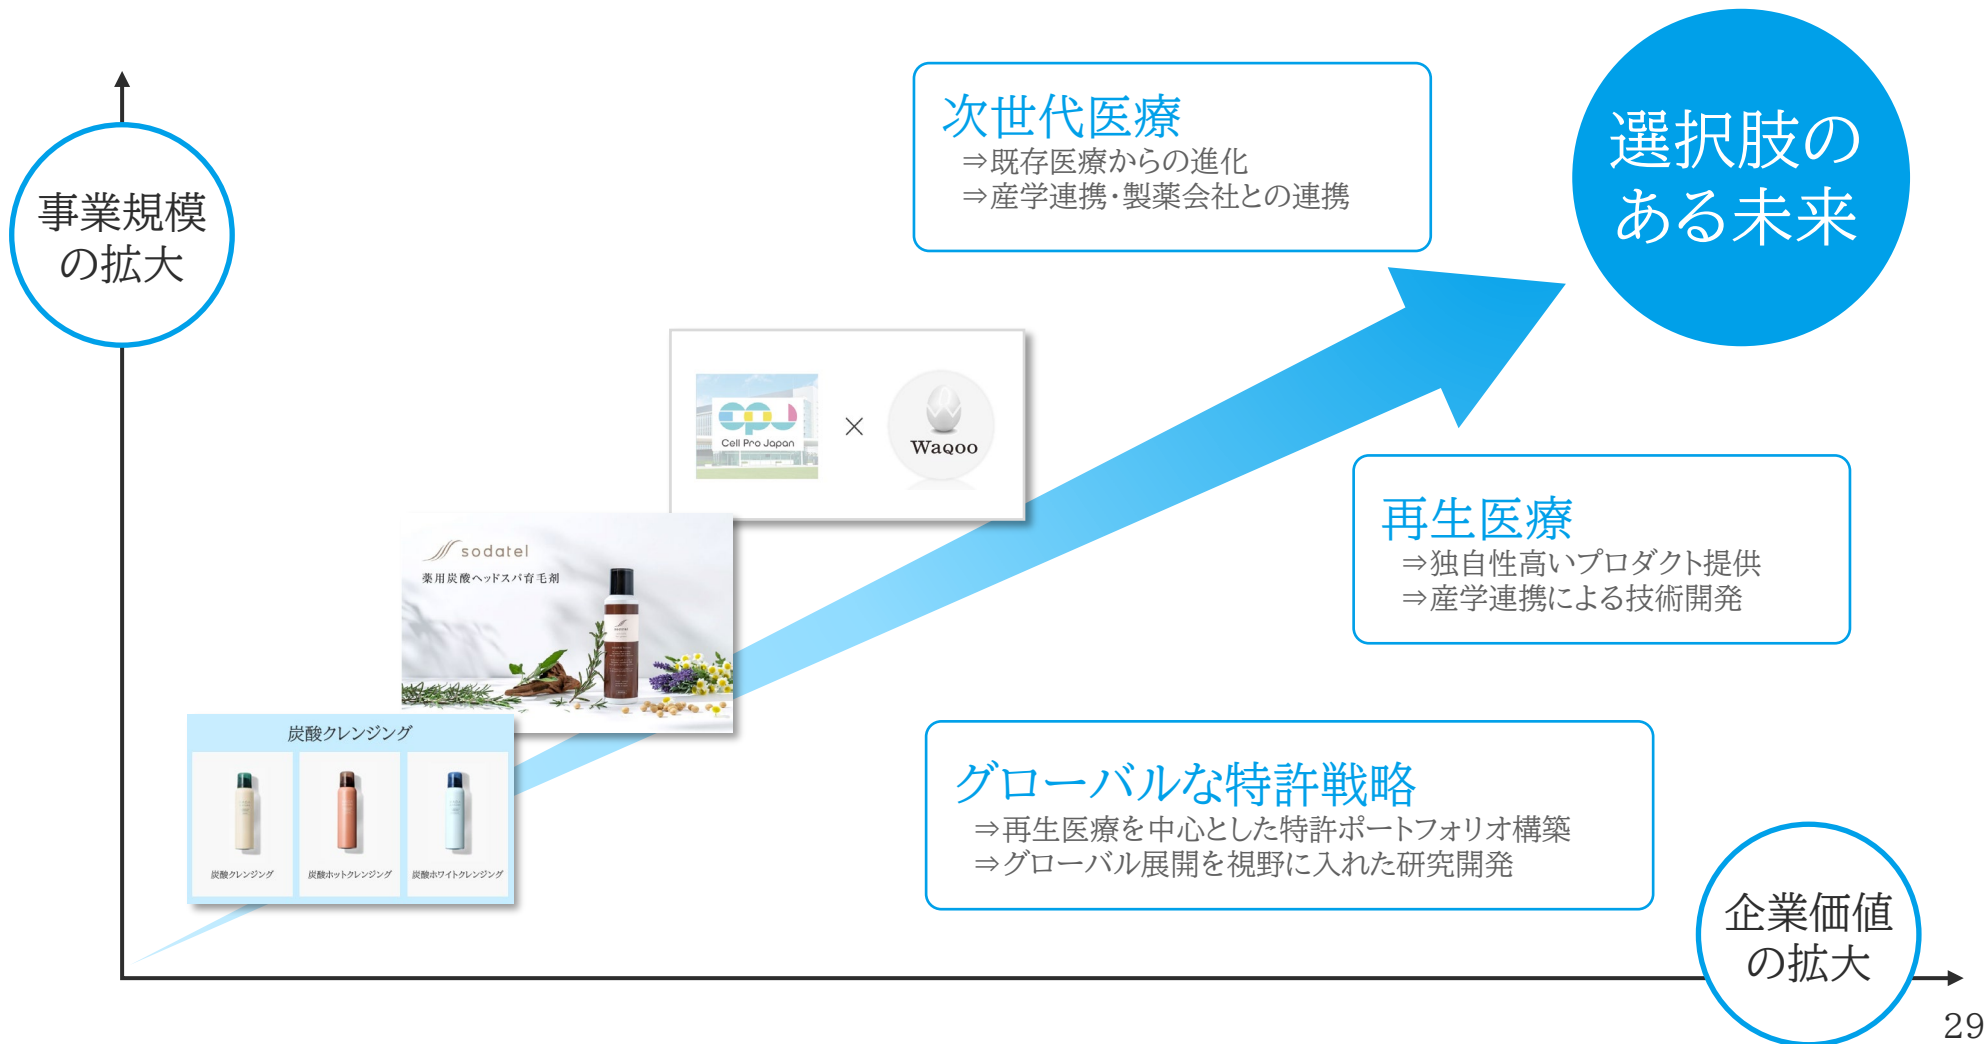 事業規模
の拡大
次世代医療
⇒既存医療からの進化
⇒産学連携・製薬会社との連携
選択肢の
ある未来
cpj
Cell Pro Japan
×
Waqoo
sodatel
薬用炭酸ヘッドスパ育毛剤
再生医療
⇒独自性高いプロダクト提供
⇒産学連携による技術開発
炭酸クレンジング
炭酸クレンジング
炭酸ホットクレンジング
炭酸ホワイトクレンジング
グローバルな特許戦略
⇒再生医療を中心とした特許ポートフォリオ構築
⇒グローバル展開を視野に入れた研究開発
企業価値
の拡大
29